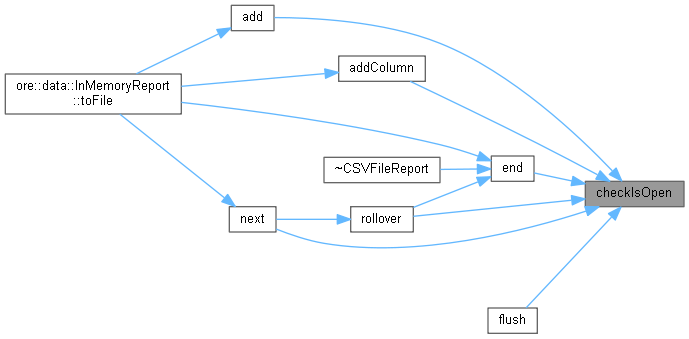 add
addColumn
ore::data::InMemoryReport
::toFile
~CSVFileReport
end
checkIsOpen
next
rollover
flush